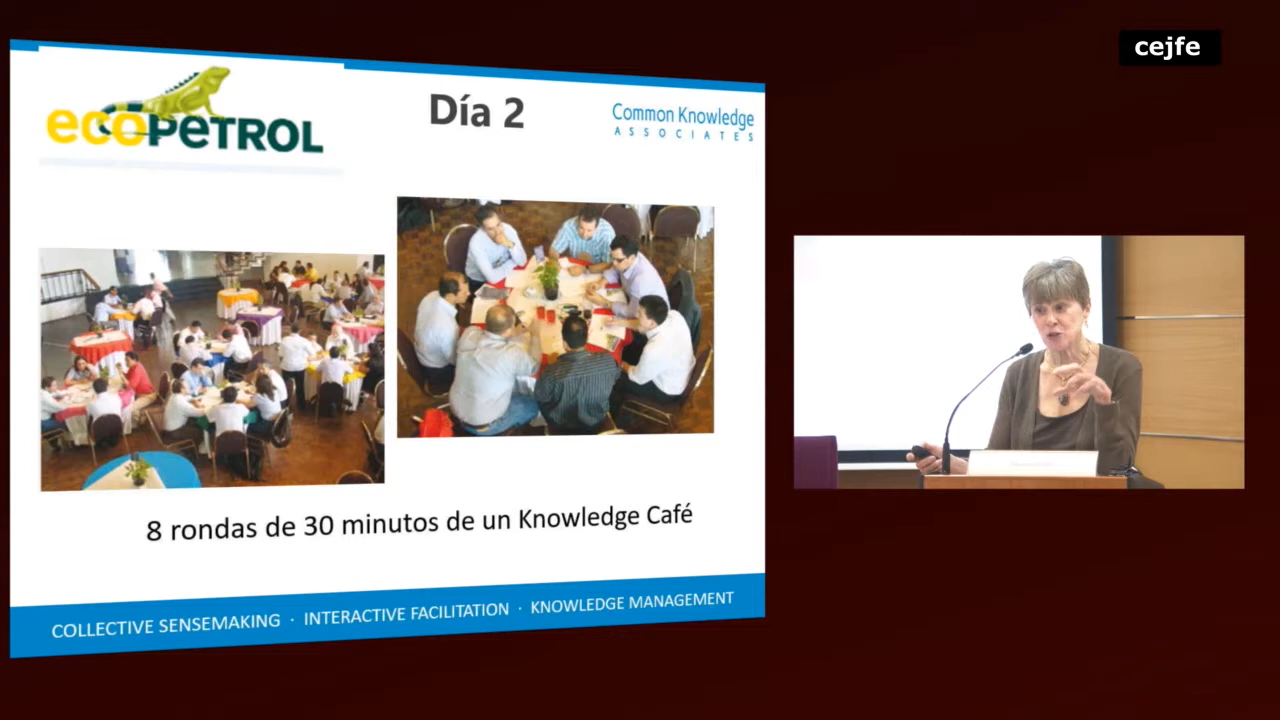 cejfe
ecoPETROL
Día 2
Common Knowledge
ASSOCIATES
8 rondas de 30 minutos de un Knowledge Café
COLLECTIVE SENSEMAKING · INTERACTIVE FACILITATION · KNOWLEDGE MANAGEMENT